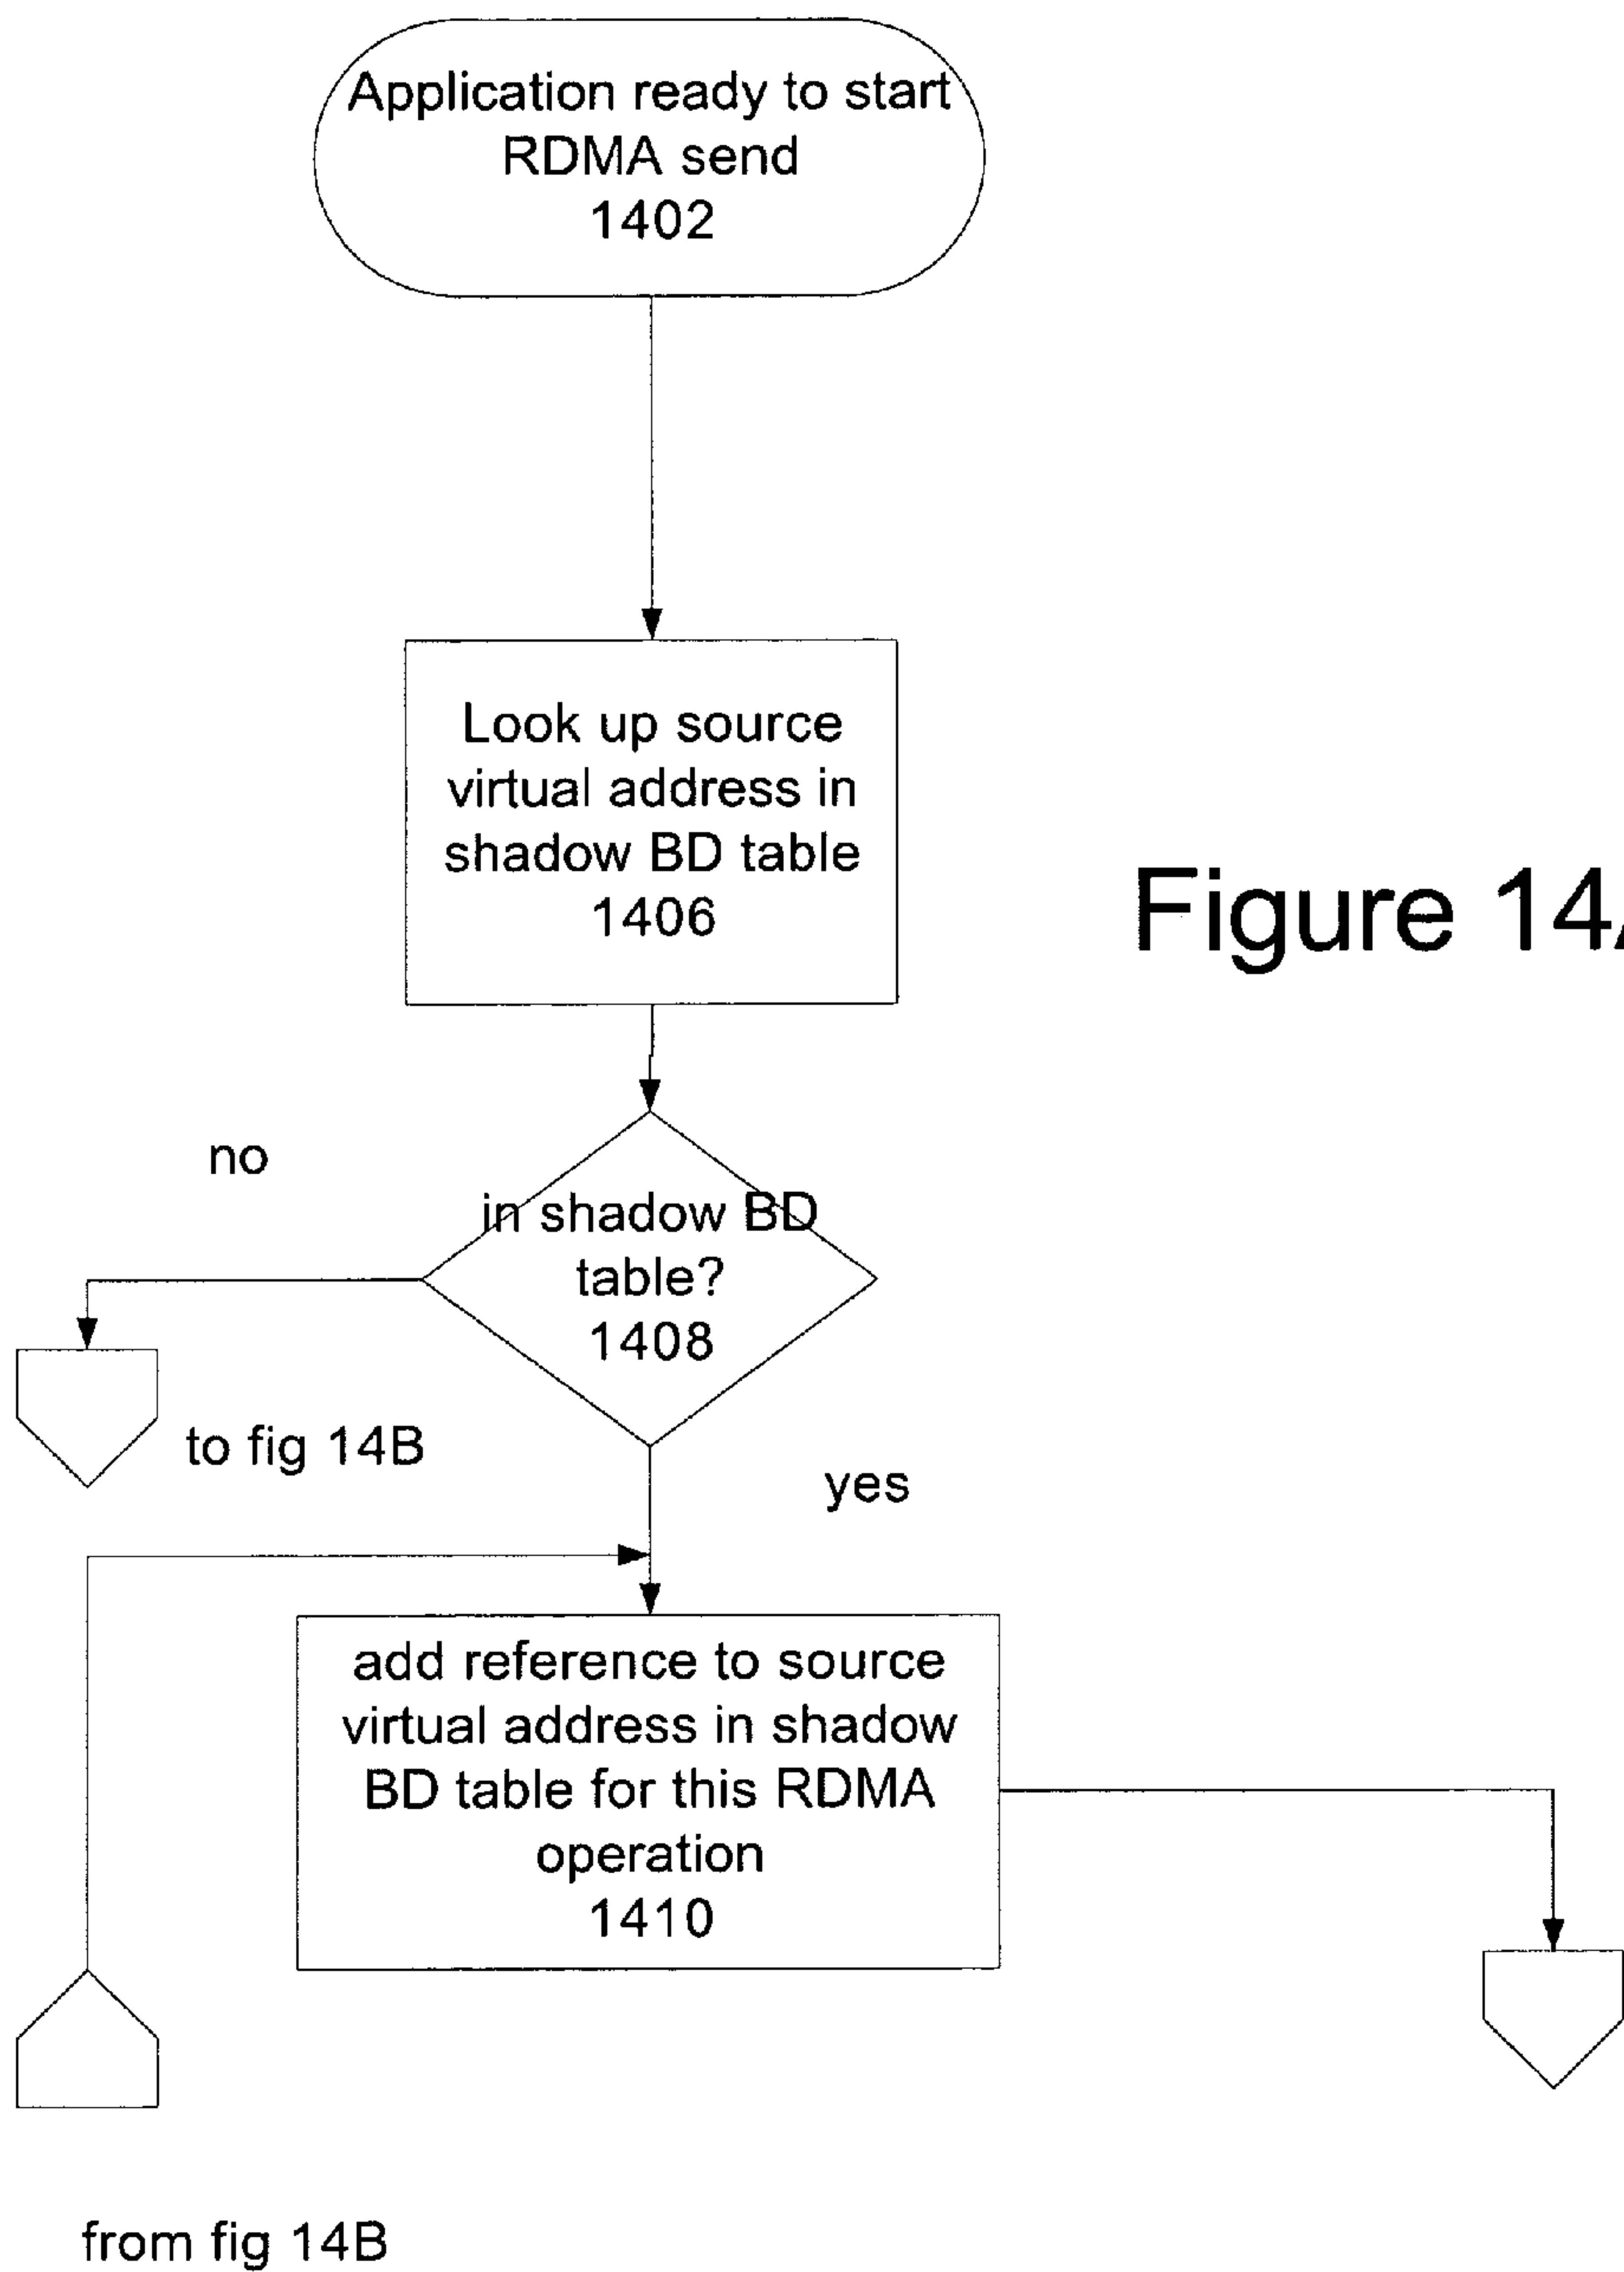 Application ready to start
RDMA send
1402
Look up source
virtual address in
shadow BD table
1406
Figure 14A
no
in shadow BD
table?
1408
to fig 14B
yes
add reference to source
virtual address in shadow
BD table for this RDMA
operation
1410
from fig 14B